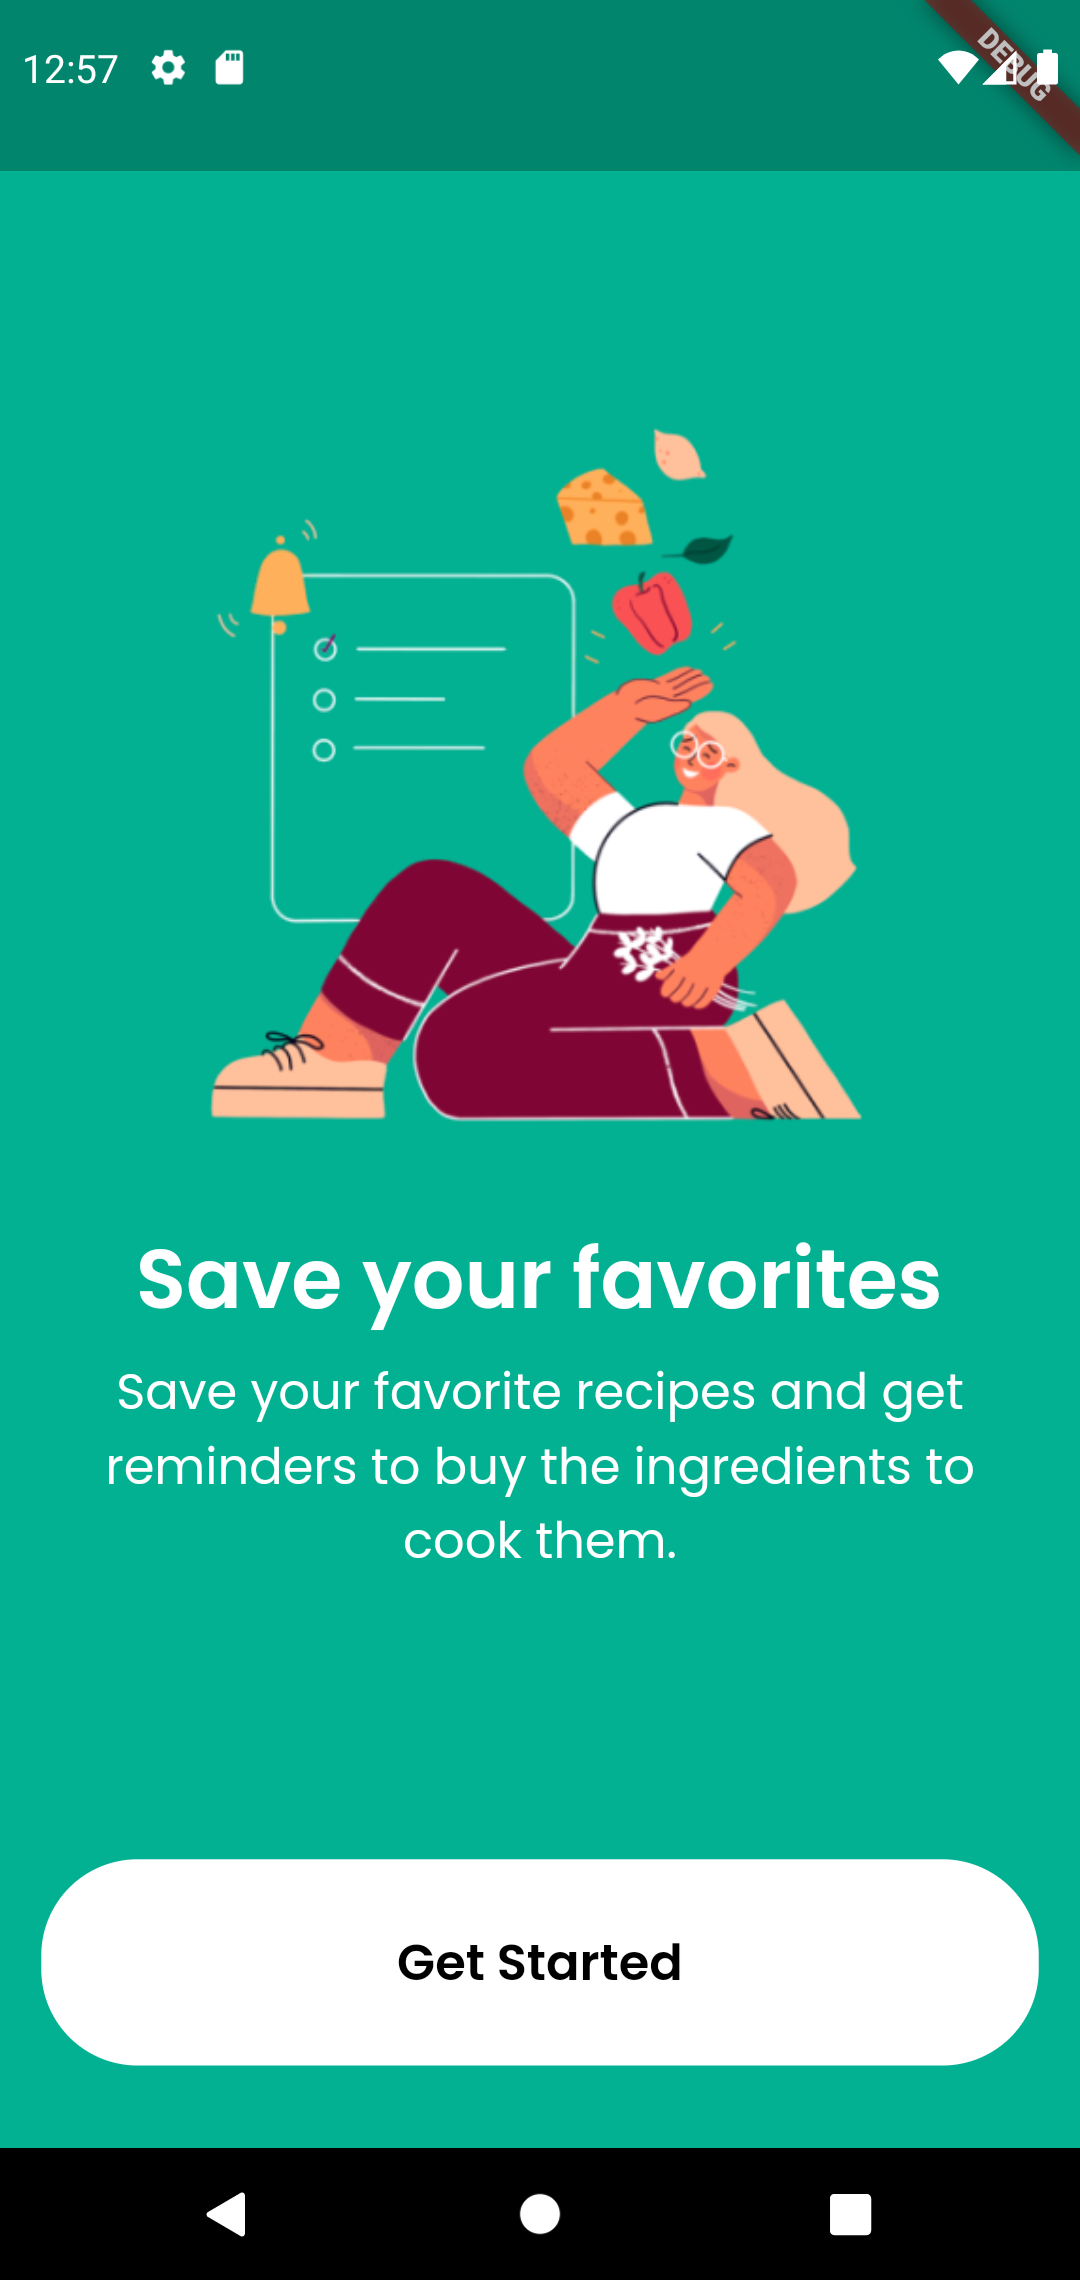 12:57
DEBUG
Save your favorites
Save your favorite recipes and get
reminders to buy the ingredients to
cook them.
Get Started